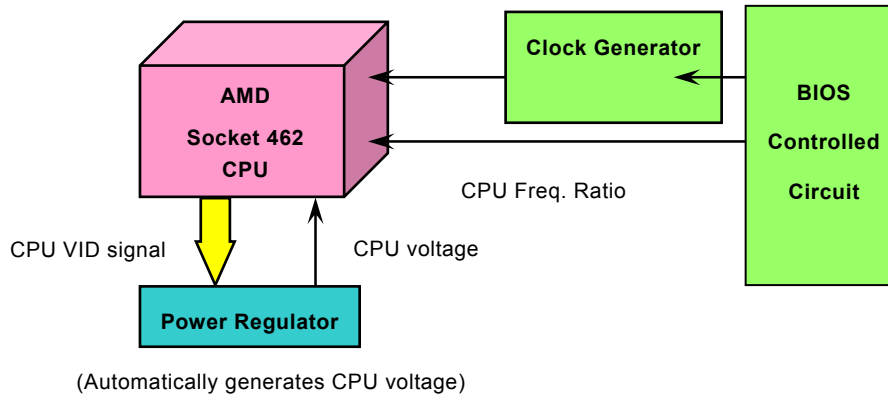 Clock Generator
AMD
Socket 462
CPU
BIOS
Controlled
Circuit
CPU Freq. Ratio
CPU VID signal
CPU voltage
Power Regulator
(Automatically generates CPU voltage)